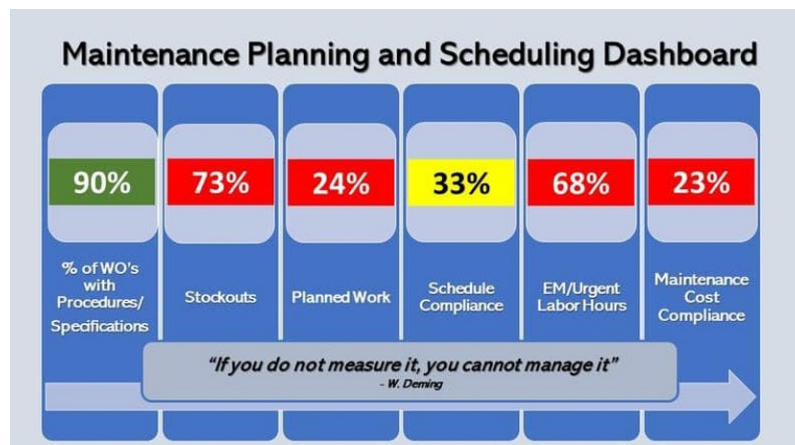 Maintenance Planning and Scheduling Dashboard
90%
73%
24%
33%
68%
23%
% of WO's
with
Procedures/
Specifications
Stockouts
Planned Work
Schedule
Compliance
EM/Urgent
Labor Hours
Maintenance
Cost
Compliance
“If you do not measure it, you cannot manage it”
- W. Deming